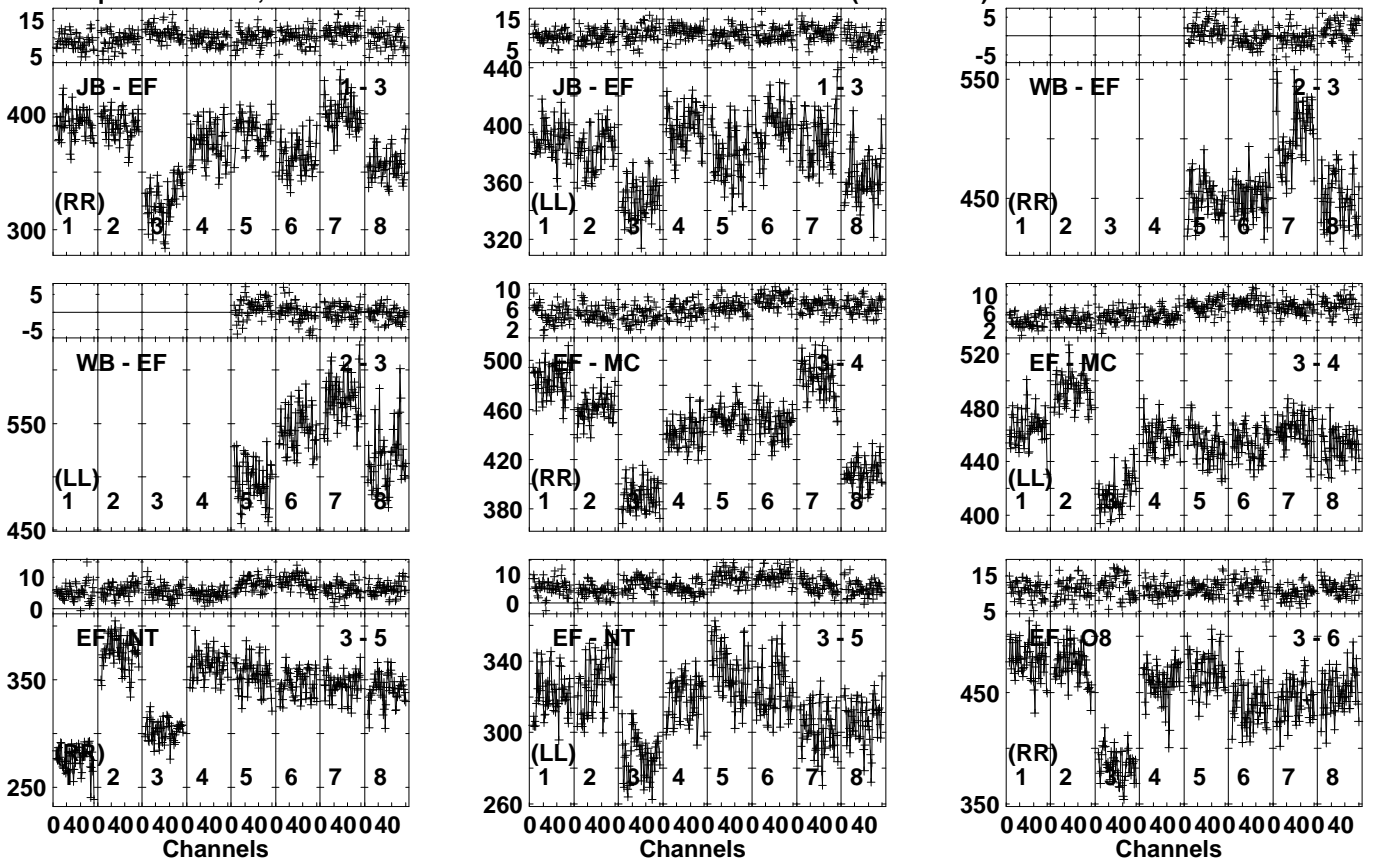 15
5
JB - EF 1 - 3
400
300
(RR)
1 2 3 4 5 6 7 8
15
5
440
JB - EF 1 - 3
400
360
320
(LL)
1 2 3 4 5 6 7 8
5
-5
550
WB - EF 2 - 3
450
(RR)
1 2 3 4 5 6 7 8
5
-5
WB - EF 2 - 3
550
450
(LL)
1 2 3 4 5 6 7 8
10
6
2
500
EF - MC 3 - 4
460
420
380
(RR)
1 2 3 4 5 6 7 8
10
6
2
520
EF - MC 3 - 4
480
440
400
(LL)
1 2 3 4 5 6 7 8
10
0
EF - NT 3 - 5
350
250
(RR)
2 3 4 5 6 7 8
0 40 0 40 0 40 0 40 0 40 0 40 0 40 0 40
Channels
10
0
EF - NT 3 - 5
340
300
260
(LL)
1 2 3 4 5 6 7 8
0 40 0 40 0 40 0 40 0 40 0 40 0 40 0 40
Channels
15
5
EF - O8 3 - 6
450
350
(RR)
1 2 3 4 5 6 7 8
0 40 0 40 0 40 0 40 0 40 0 40 0 40 0 40
Channels